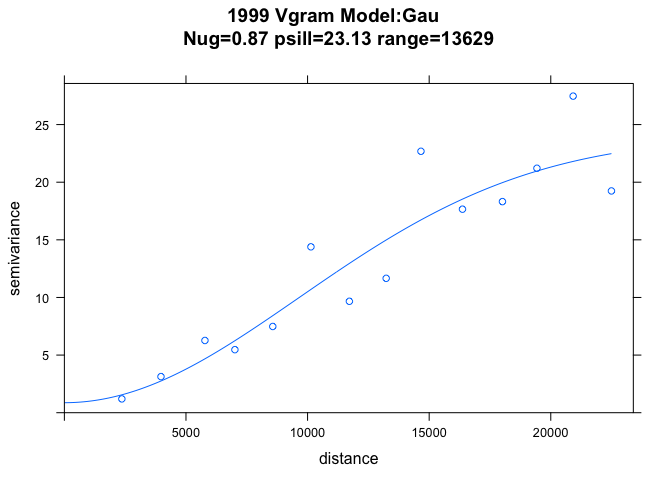 1999 Vgram Model:Gau
Nug=0.87 psill=23.13 range=13629
semivariance
25
20
15
10
5
5000 10000 15000 20000
distance